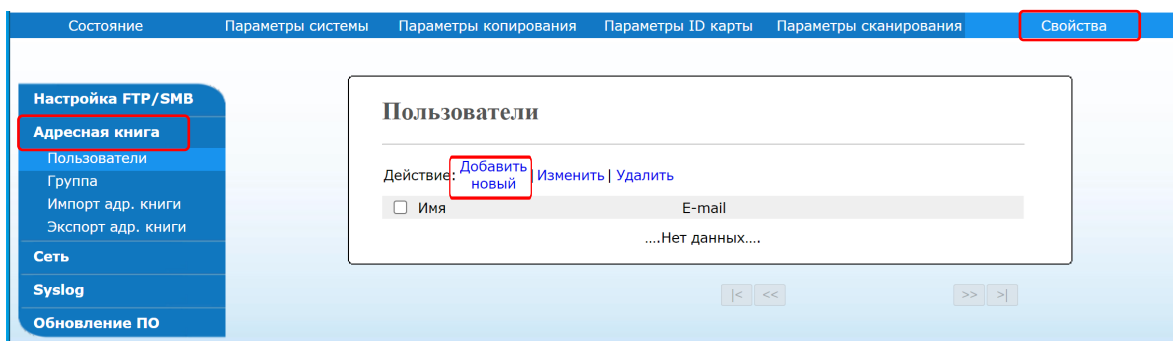 Состояние Параметры системы Параметры копирования Параметры ID карты Параметры сканирования Свойства
Настройка FTP/SMB
Адресная книга
Пользователи
Группа
Импорт адр. книги
Экспорт адр. книги
Сеть
Syslog
Обновление ПО
Пользователи
Действие: Добавить новый | Изменить | Удалить
Имя E-mail
....Нет данных....
|< << >> >|